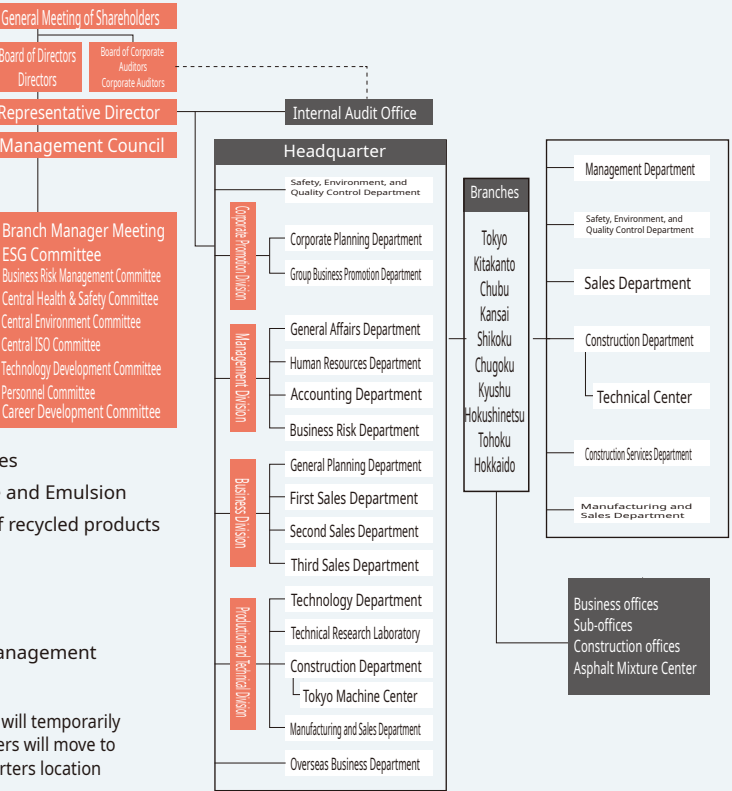 General Meeting of Shareholders
Board of Directors
Directors
Board of Corporate
Auditors
Corporate Auditors
Representative Director
Management Council
Internal Audit Office
Branch Manager Meeting
ESG Committee
Business Risk Management Committee
Central Health & Safety Committee
Central Environment Committee
Central ISO Committee
Technology Development Committee
Personnel Committee
Career Development Committee
es
and Emulsion
f recycled products
anagement
will temporarily
ers will move to
rters location
Headquarter
Safety, Environment, and
Quality Control Department
Corporate Promotion Division
Corporate Planning Department
Group Business Promotion Department
Management Division
General Affairs Department
Human Resources Department
Accounting Department
Business Risk Department
Business Division
General Planning Department
First Sales Department
Second Sales Department
Third Sales Department
Production and Technical Division
Technology Department
Technical Research Laboratory
Construction Department
Tokyo Machine Center
Manufacturing and Sales Department
Overseas Business Department
Branches
Tokyo
Kitakanto
Chubu
Kansai
Shikoku
Chugoku
Kyushu
Hokushinetsu
Tohoku
Hokkaido
Management Department
Safety, Environment, and
Quality Control Department
Sales Department
Construction Department
Technical Center
Construction Services Department
Manufacturing and
Sales Department
Business offices
Sub-offices
Construction offices
Asphalt Mixture Center